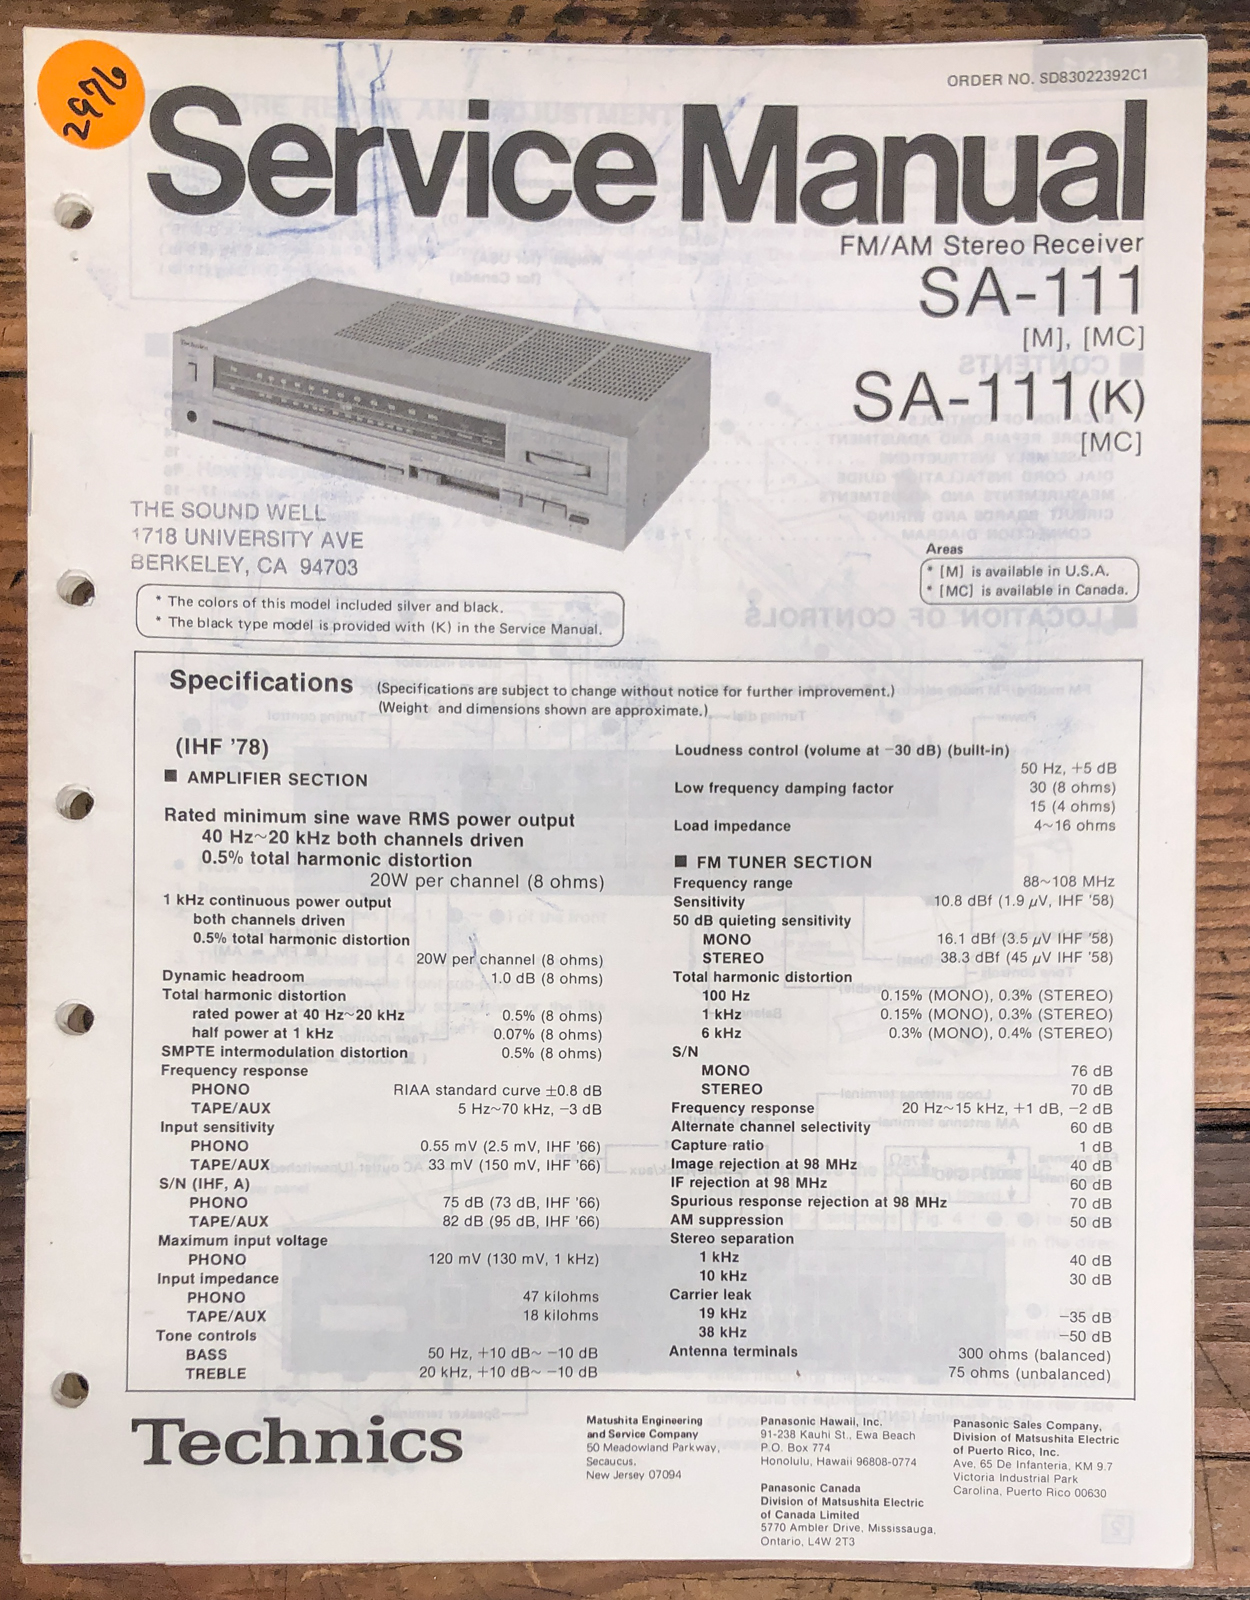 2976
ORDER NO. SD83022392C1
Service Manual
FM/AM Stereo Receiver
SA-111
[M], [MC]
SA-111(K)
[MC]
Technics
THE SOUND WELL
1718 UNIVERSITY AVE
BERKELEY, CA 94703
Areas
* [M] is available in U.S.A.
* [MC] is available in Canada.
* The colors of this model included silver and black.
* The black type model is provided with (K) in the Service Manual.
Specifications (Specifications are subject to change without notice for further improvement.)
(Weight and dimensions shown are approximate.)
(IHF '78)
■ AMPLIFIER SECTION
Rated minimum sine wave RMS power output
40 Hz~20 kHz both channels driven
0.5% total harmonic distortion
20W per channel (8 ohms)
1 kHz continuous power output
both channels driven
0.5% total harmonic distortion
20W per channel (8 ohms)
Dynamic headroom 1.0 dB (8 ohms)
Total harmonic distortion
rated power at 40 Hz~20 kHz 0.5% (8 ohms)
half power at 1 kHz 0.07% (8 ohms)
SMPTE intermodulation distortion 0.5% (8 ohms)
Frequency response
PHONO RIAA standard curve ±0.8 dB
TAPE/AUX 5 Hz~70 kHz, −3 dB
Input sensitivity
PHONO 0.55 mV (2.5 mV, IHF '66)
TAPE/AUX 33 mV (150 mV, IHF '66)
S/N (IHF, A)
PHONO 75 dB (73 dB, IHF '66)
TAPE/AUX 82 dB (95 dB, IHF '66)
Maximum input voltage
PHONO 120 mV (130 mV, 1 kHz)
Input impedance
PHONO 47 kilohms
TAPE/AUX 18 kilohms
Tone controls
BASS 50 Hz, +10 dB~ −10 dB
TREBLE 20 kHz, +10 dB~ −10 dB
Loudness control (volume at −30 dB) (built-in)
50 Hz, +5 dB
Low frequency damping factor 30 (8 ohms)
15 (4 ohms)
Load impedance 4~16 ohms
■ FM TUNER SECTION
Frequency range 88~108 MHz
Sensitivity 10.8 dBf (1.9 μV, IHF '58)
50 dB quieting sensitivity
MONO 16.1 dBf (3.5 μV IHF '58)
STEREO 38.3 dBf (45 μV IHF '58)
Total harmonic distortion
100 Hz 0.15% (MONO), 0.3% (STEREO)
1 kHz 0.15% (MONO), 0.3% (STEREO)
6 kHz 0.3% (MONO), 0.4% (STEREO)
S/N
MONO 76 dB
STEREO 70 dB
Frequency response 20 Hz~15 kHz, +1 dB, −2 dB
Alternate channel selectivity 60 dB
Capture ratio 1 dB
Image rejection at 98 MHz 40 dB
IF rejection at 98 MHz 60 dB
Spurious response rejection at 98 MHz 70 dB
AM suppression 50 dB
Stereo separation
1 kHz 40 dB
10 kHz 30 dB
Carrier leak
19 kHz −35 dB
38 kHz −50 dB
Antenna terminals 300 ohms (balanced)
75 ohms (unbalanced)
Technics
Matushita Engineering
and Service Company
50 Meadowland Parkway,
Secaucus,
New Jersey 07094
Panasonic Hawaii, Inc.
91-238 Kauhi St., Ewa Beach
P.O. Box 774
Honolulu, Hawaii 96808-0774
Panasonic Canada
Division of Matsushita Electric
of Canada Limited
5770 Ambler Drive, Mississauga,
Ontario, L4W 2T3
Panasonic Sales Company,
Division of Matsushita Electric
of Puerto Rico, Inc.
Ave. 65 De Infanteria, KM 9.7
Victoria Industrial Park
Carolina, Puerto Rico 00630